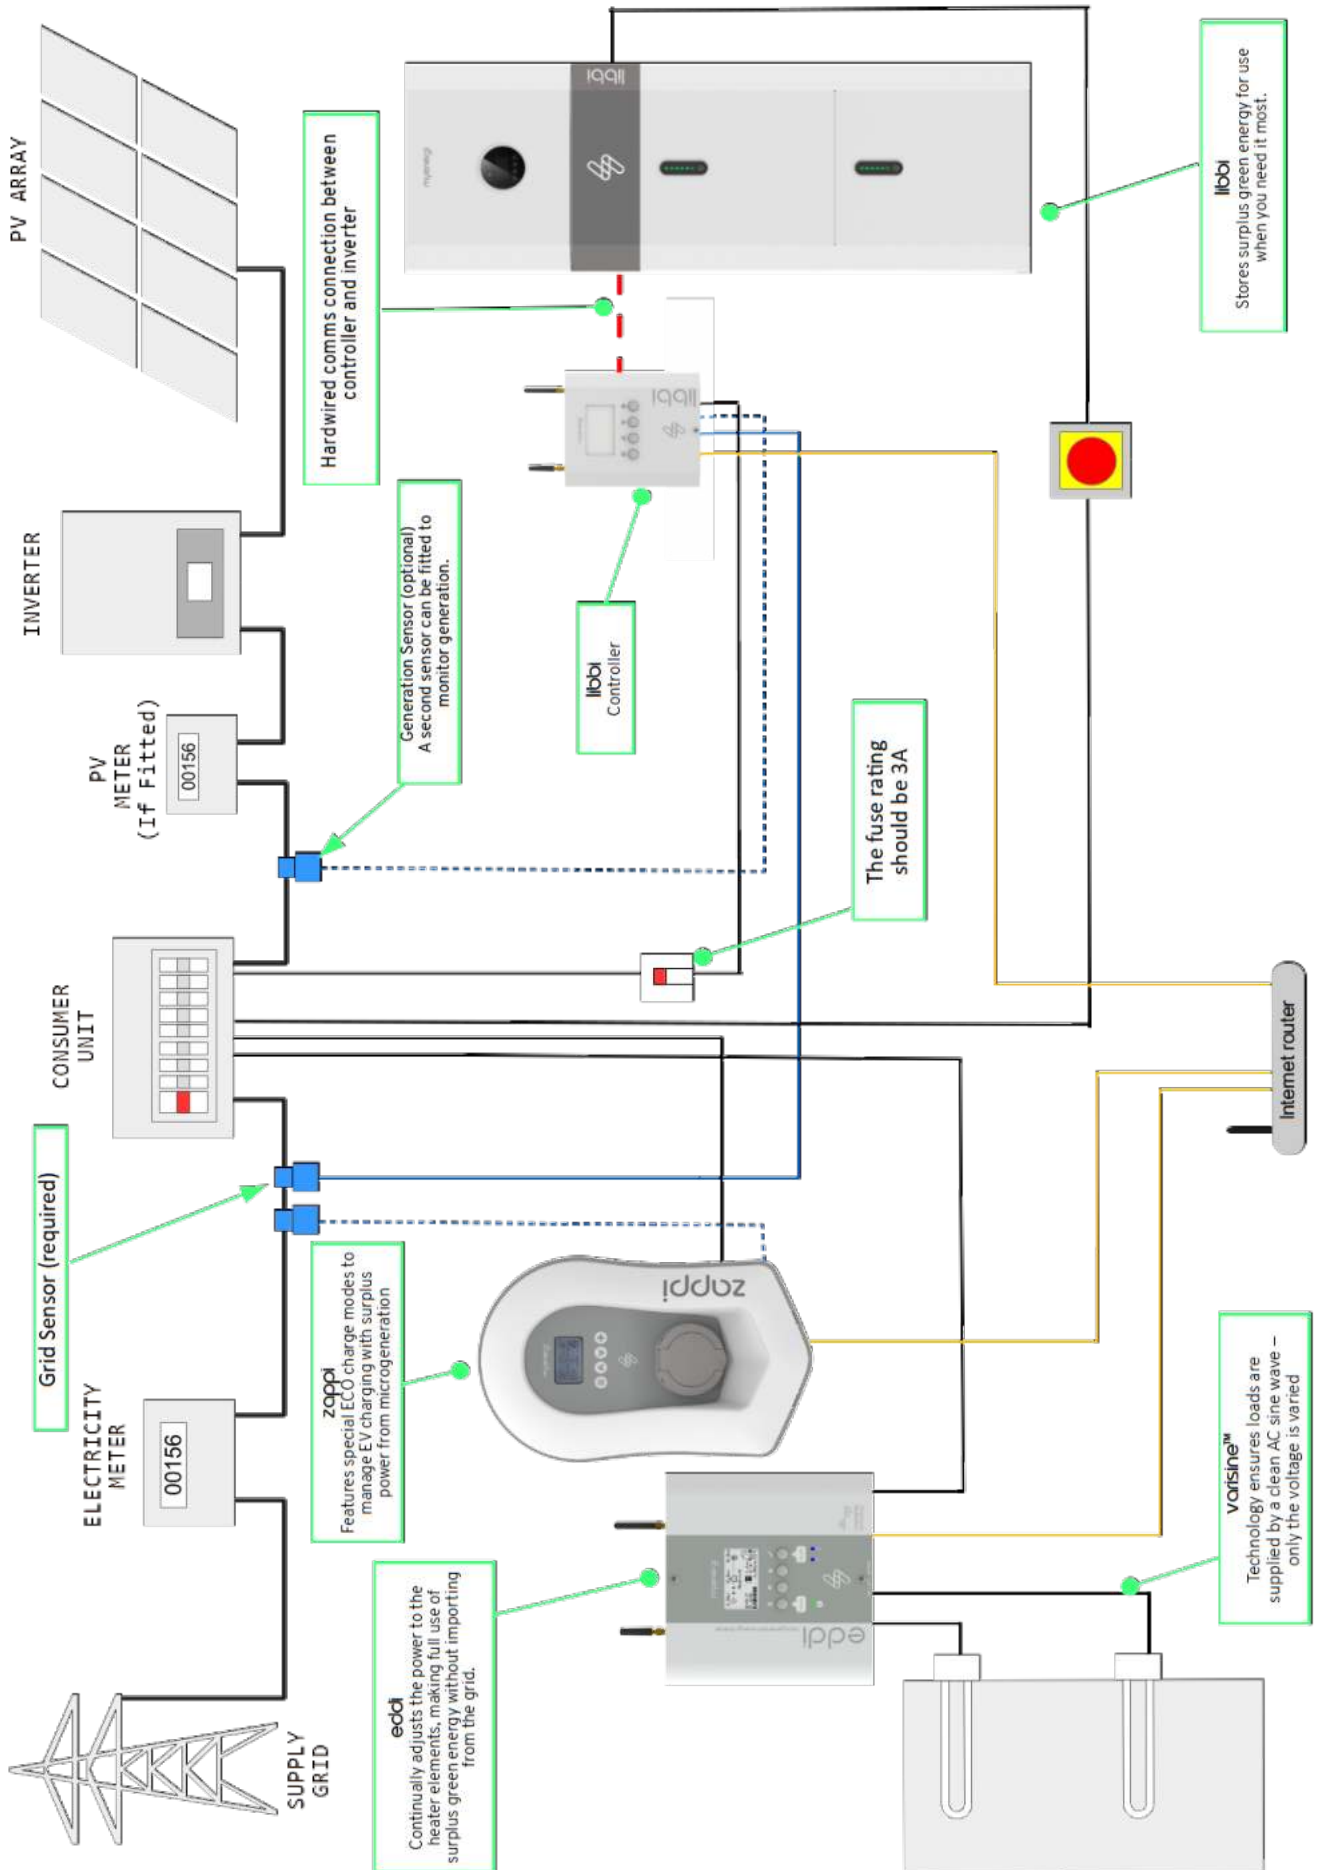 SUPPLY
GRID
ELECTRICITY
METER
00156
Grid Sensor (required)
CONSUMER
UNIT
PV
METER
(If Fitted)
00156
INVERTER
PV ARRAY
eddi
Continually adjusts the power to the
heater elements, making full use of
surplus green energy without importing
from the grid.
zappi
Features special ECO charge modes to
manage EV charging with surplus
power from microgeneration
Generation Sensor (optional)
A second sensor can be fitted to
monitor generation.
Hardwired comms connection between
controller and inverter
eddi
zappi
libbi
Controller
libbi
myenergi
libbi
The fuse rating
should be 3A
varisine™
Technology ensures loads are
supplied by a clean AC sine wave –
only the voltage is varied
Internet router
libbi
Stores surplus green energy for use
when you need it most.